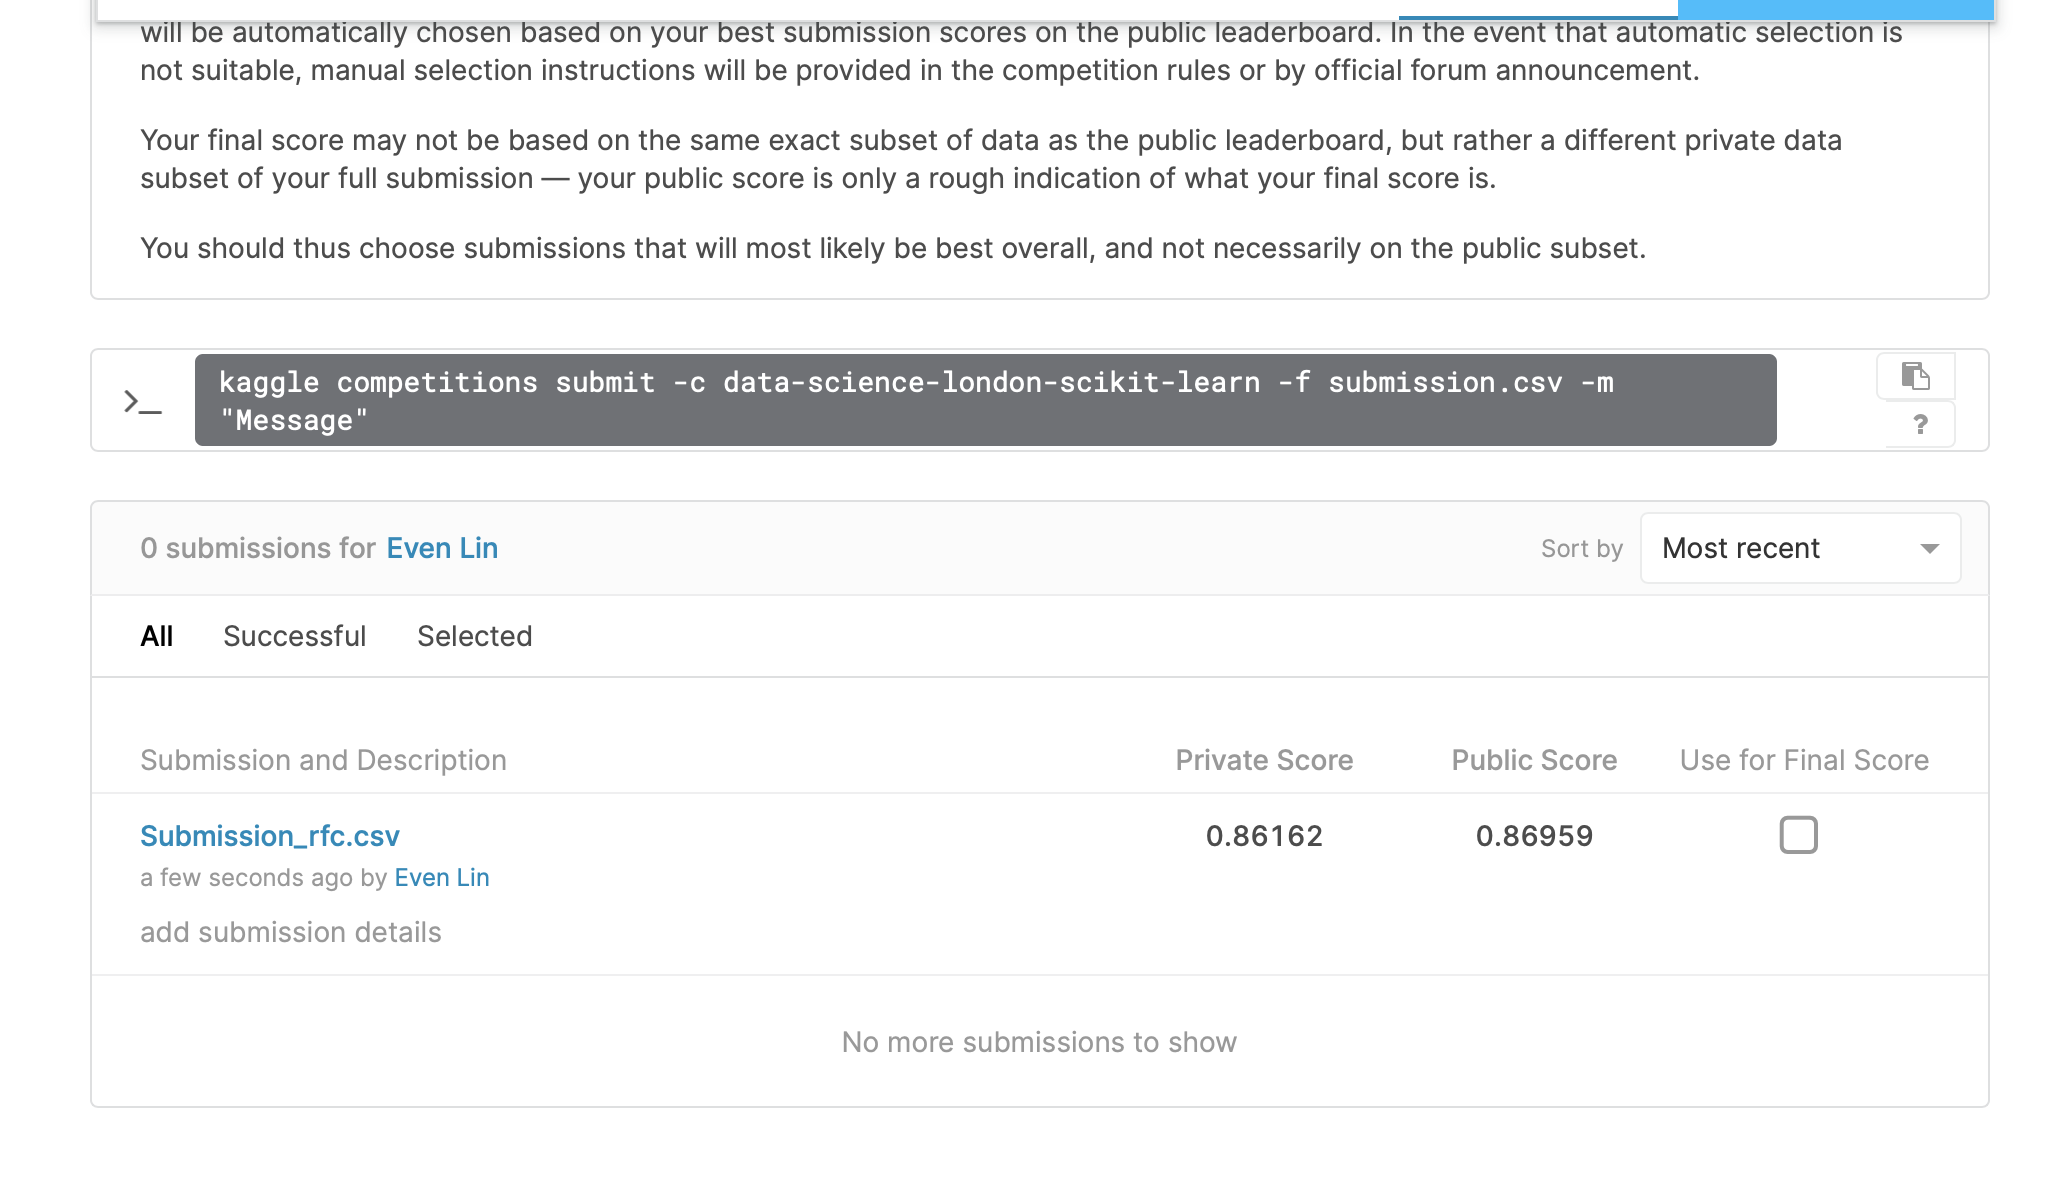 will be automatically chosen based on your best submission scores on the public leaderboard. In the event that automatic selection is
not suitable, manual selection instructions will be provided in the competition rules or by official forum announcement.
Your final score may not be based on the same exact subset of data as the public leaderboard, but rather a different private data
subset of your full submission — your public score is only a rough indication of what your final score is.
You should thus choose submissions that will most likely be best overall, and not necessarily on the public subset.
>_ kaggle competitions submit -c data-science-london-scikit-learn -f submission.csv -m
"Message"
?
0 submissions for Even Lin Sort by Most recent
All Successful Selected
Submission and Description Private Score Public Score Use for Final Score
Submission_rfc.csv 0.86162 0.86959
a few seconds ago by Even Lin
add submission details
No more submissions to show